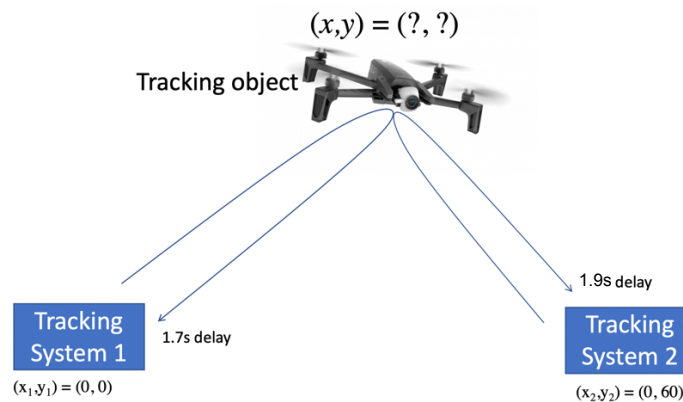 (x,y) = (?, ?)
Tracking object
1.9s delay
Tracking
System 1
1.7s delay
Tracking
System 2
(x₁,y₁) = (0, 0)
(x₂,y₂) = (0, 60)